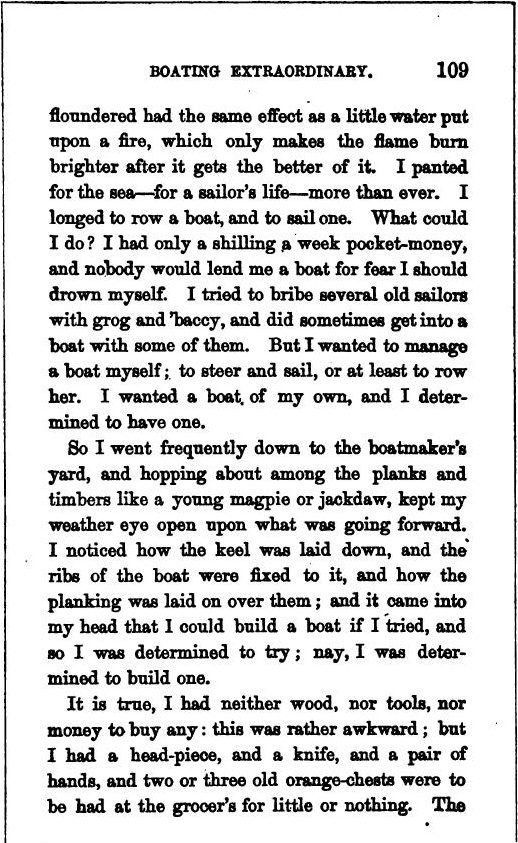 BOATING EXTRAORDINARY. 109
floundered had the same effect as a little water put
upon a fire, which only makes the flame burn
brighter after it gets the better of it. I panted
for the sea—for a sailor's life—more than ever. I
longed to row a boat, and to sail one. What could
I do? I had only a shilling a week pocket-money,
and nobody would lend me a boat for fear I should
drown myself. I tried to bribe several old sailors
with grog and 'baccy, and did sometimes get into a
boat with some of them. But I wanted to manage
a boat myself; to steer and sail, or at least to row
her. I wanted a boat of my own, and I deter-
mined to have one.
So I went frequently down to the boatmaker's
yard, and hopping about among the planks and
timbers like a young magpie or jackdaw, kept my
weather eye open upon what was going forward.
I noticed how the keel was laid down, and the
ribs of the boat were fixed to it, and how the
planking was laid on over them; and it came into
my head that I could build a boat if I tried, and
so I was determined to try; nay, I was deter-
mined to build one.
It is true, I had neither wood, nor tools, nor
money to buy any: this was rather awkward; but
I had a head-piece, and a knife, and a pair of
hands, and two or three old orange-chests were to
be had at the grocer's for little or nothing. The